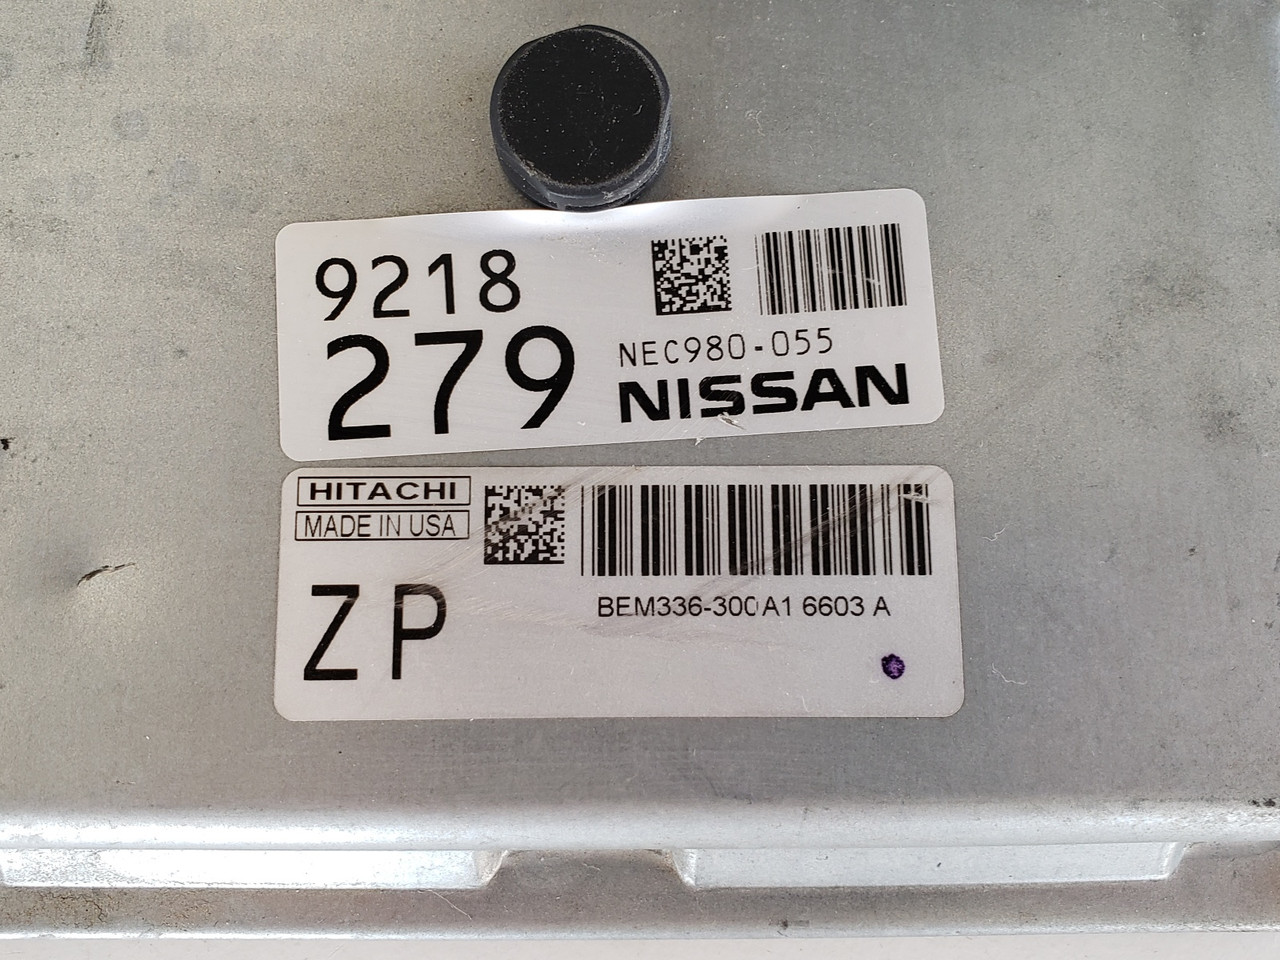 9218
279
NEC980-055
NISSAN
HITACHI
MADE IN USA
ZP
BEM336-300 A1 6603 A